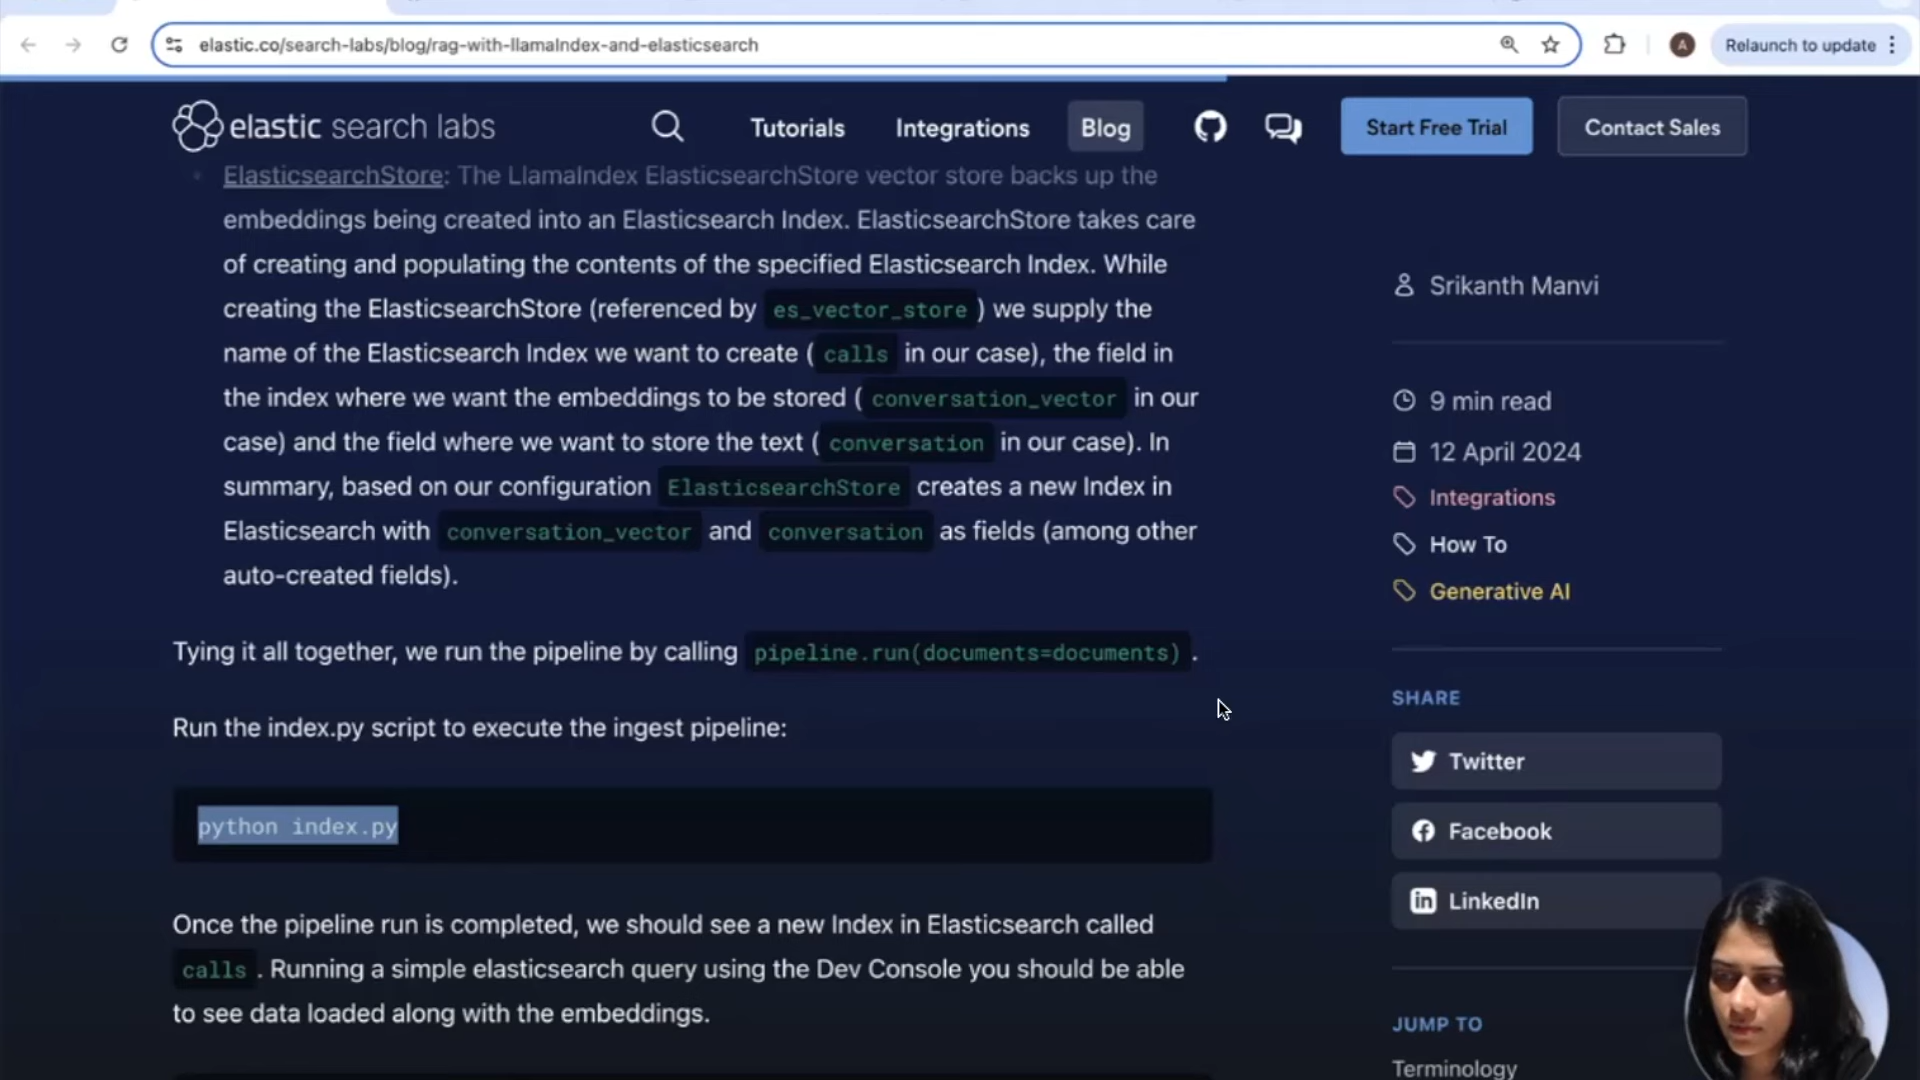 elastic.co/search-labs/blog/rag-with-llamaIndex-and-elasticsearch
A
Relaunch to update
elastic search labs
Tutorials
Integrations
Blog
Start Free Trial
Contact Sales
ElasticsearchStore: The LlamaIndex ElasticsearchStore vector store backs up the
embeddings being created into an Elasticsearch Index. ElasticsearchStore takes care
of creating and populating the contents of the specified Elasticsearch Index. While
creating the ElasticsearchStore (referenced by es_vector_store ) we supply the
name of the Elasticsearch Index we want to create ( calls in our case), the field in
the index where we want the embeddings to be stored ( conversation_vector in our
case) and the field where we want to store the text ( conversation in our case). In
summary, based on our configuration ElasticsearchStore creates a new Index in
Elasticsearch with conversation_vector and conversation as fields (among other
auto-created fields).
Tying it all together, we run the pipeline by calling pipeline.run(documents=documents) .
Run the index.py script to execute the ingest pipeline:
python index.py
Once the pipeline run is completed, we should see a new Index in Elasticsearch called
calls . Running a simple elasticsearch query using the Dev Console you should be able
to see data loaded along with the embeddings.
Srikanth Manvi
9 min read
12 April 2024
Integrations
How To
Generative AI
SHARE
Twitter
Facebook
LinkedIn
JUMP TO
Terminology